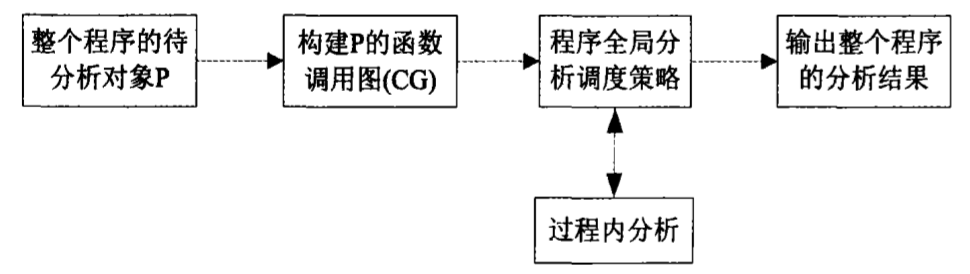 整个程序的待
分析对象P
构建P的函数
调用图(CG)
程序全局分
析调度策略
输出整个程序
的分析结果
过程内分析